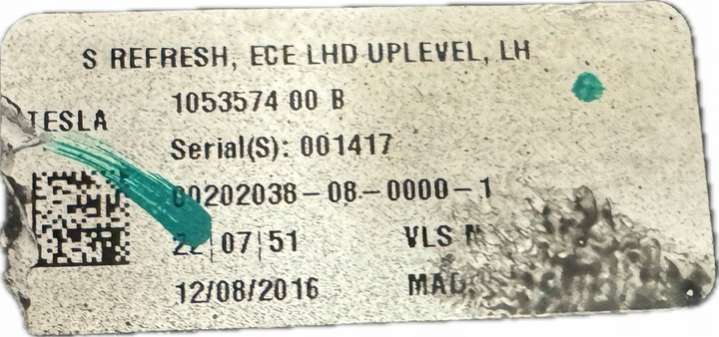 S REFRESH, ECE LHD UPLEVEL, LH
1053574 00 B
TESLA
Serial(S): 001417
00202038-08-0000-1
22|07|51 VLS
12/08/2016